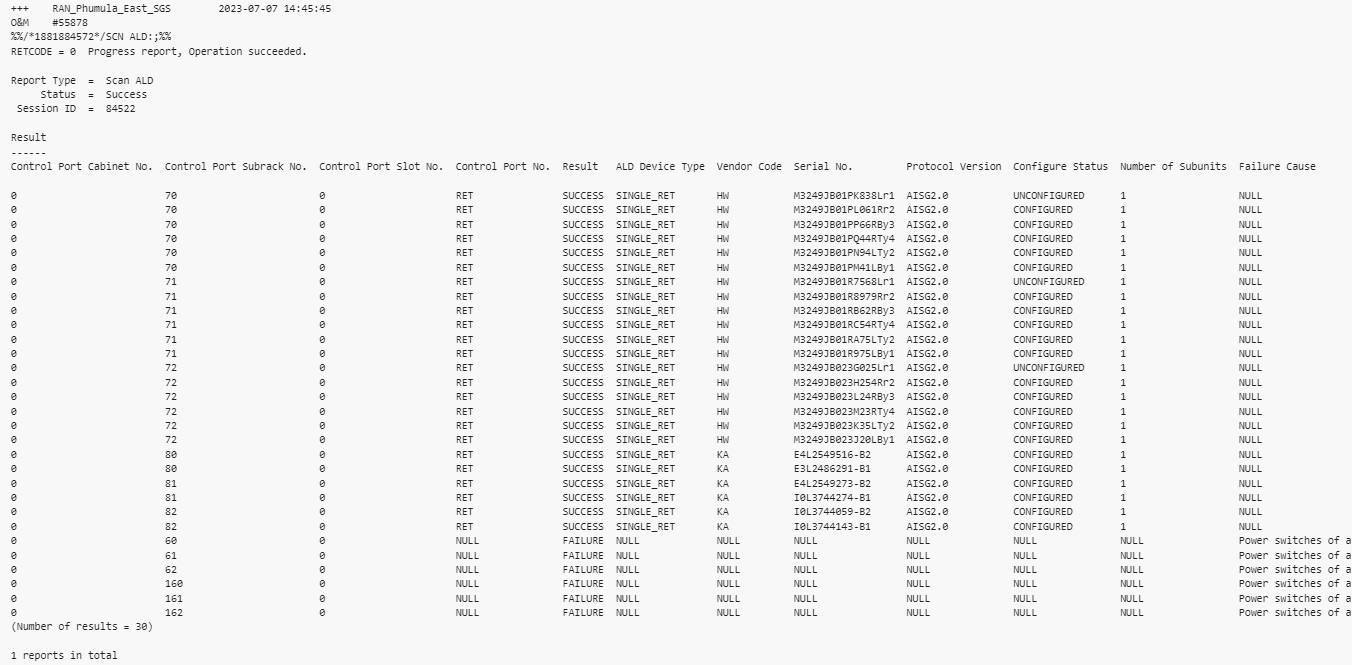 +++    RAN_Phumula_East_SGS        2023-07-07 14:45:45
O&M    #55878
%%/*1881884572*/SCN ALD:;%%
RETCODE = 0  Progress report, Operation succeeded.
Report Type  =  Scan ALD
Status  =  Success
Session ID  =  84522
Result
------
Control Port Cabinet No.  Control Port Subrack No.  Control Port Slot No.  Control Port No.  Result   ALD Device Type  Vendor Code  Serial No.         Protocol Version  Configure Status  Number of Subunits  Failure Cause
0  70  0  RET  SUCCESS  SINGLE_RET  HW  M3249JB01PK838Lr1  AISG2.0  UNCONFIGURED  1  NULL
0  70  0  RET  SUCCESS  SINGLE_RET  HW  M3249JB01PL061Rr2  AISG2.0  CONFIGURED  1  NULL
0  70  0  RET  SUCCESS  SINGLE_RET  HW  M3249JB01PP66RBy3  AISG2.0  CONFIGURED  1  NULL
0  70  0  RET  SUCCESS  SINGLE_RET  HW  M3249JB01PQ44RTy4  AISG2.0  CONFIGURED  1  NULL
0  70  0  RET  SUCCESS  SINGLE_RET  HW  M3249JB01PN94LTy2  AISG2.0  CONFIGURED  1  NULL
0  70  0  RET  SUCCESS  SINGLE_RET  HW  M3249JB01PM41LBy1  AISG2.0  CONFIGURED  1  NULL
0  71  0  RET  SUCCESS  SINGLE_RET  HW  M3249JB01R7568Lr1  AISG2.0  UNCONFIGURED  1  NULL
0  71  0  RET  SUCCESS  SINGLE_RET  HW  M3249JB01R8979Rr2  AISG2.0  CONFIGURED  1  NULL
0  71  0  RET  SUCCESS  SINGLE_RET  HW  M3249JB01RB62RBy3  AISG2.0  CONFIGURED  1  NULL
0  71  0  RET  SUCCESS  SINGLE_RET  HW  M3249JB01RC54RTy4  AISG2.0  CONFIGURED  1  NULL
0  71  0  RET  SUCCESS  SINGLE_RET  HW  M3249JB01RA75LTy2  AISG2.0  CONFIGURED  1  NULL
0  71  0  RET  SUCCESS  SINGLE_RET  HW  M3249JB01R975LBy1  AISG2.0  CONFIGURED  1  NULL
0  72  0  RET  SUCCESS  SINGLE_RET  HW  M3249JB023G025Lr1  AISG2.0  UNCONFIGURED  1  NULL
0  72  0  RET  SUCCESS  SINGLE_RET  HW  M3249JB023H254Rr2  AISG2.0  CONFIGURED  1  NULL
0  72  0  RET  SUCCESS  SINGLE_RET  HW  M3249JB023L24RBy3  AISG2.0  CONFIGURED  1  NULL
0  72  0  RET  SUCCESS  SINGLE_RET  HW  M3249JB023M23RTy4  AISG2.0  CONFIGURED  1  NULL
0  72  0  RET  SUCCESS  SINGLE_RET  HW  M3249JB023K35LTy2  AISG2.0  CONFIGURED  1  NULL
0  72  0  RET  SUCCESS  SINGLE_RET  HW  M3249JB023J20LBy1  AISG2.0  CONFIGURED  1  NULL
0  80  0  RET  SUCCESS  SINGLE_RET  KA  E4L2549516-B2  AISG2.0  CONFIGURED  1  NULL
0  80  0  RET  SUCCESS  SINGLE_RET  KA  E3L2486291-B1  AISG2.0  CONFIGURED  1  NULL
0  81  0  RET  SUCCESS  SINGLE_RET  KA  E4L2549273-B2  AISG2.0  CONFIGURED  1  NULL
0  81  0  RET  SUCCESS  SINGLE_RET  KA  I0L3744274-B1  AISG2.0  CONFIGURED  1  NULL
0  82  0  RET  SUCCESS  SINGLE_RET  KA  I0L3744059-B2  AISG2.0  CONFIGURED  1  NULL
0  82  0  RET  SUCCESS  SINGLE_RET  KA  I0L3744143-B1  AISG2.0  CONFIGURED  1  NULL
0  60  0  NULL  FAILURE  NULL  NULL  NULL  NULL  NULL  NULL  Power switches of a
0  61  0  NULL  FAILURE  NULL  NULL  NULL  NULL  NULL  NULL  Power switches of a
0  62  0  NULL  FAILURE  NULL  NULL  NULL  NULL  NULL  NULL  Power switches of a
0  160  0  NULL  FAILURE  NULL  NULL  NULL  NULL  NULL  NULL  Power switches of a
0  161  0  NULL  FAILURE  NULL  NULL  NULL  NULL  NULL  NULL  Power switches of a
0  162  0  NULL  FAILURE  NULL  NULL  NULL  NULL  NULL  NULL  Power switches of a
(Number of results = 30)
1 reports in total